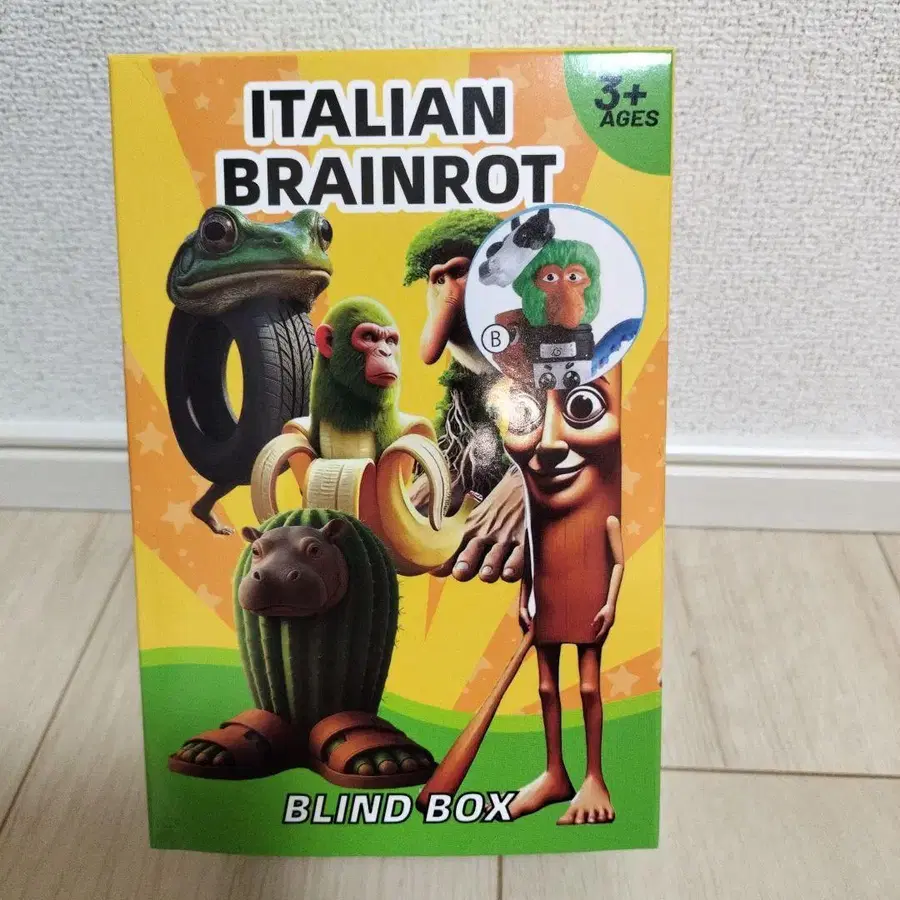 ITALIAN
BRAINROT
3+
AGES
B
BLIND BOX